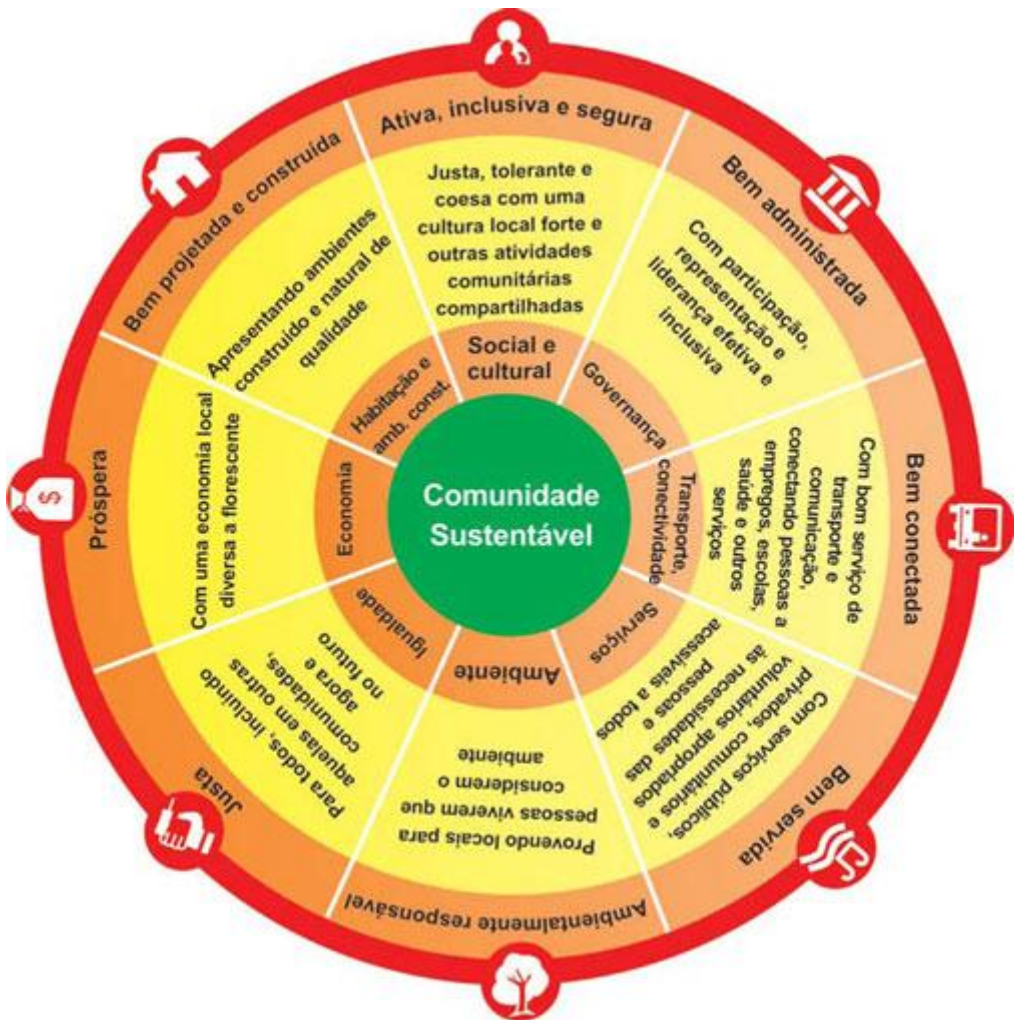 Comunidade
Sustentável
Ativa, inclusiva e segura
Justa, tolerante e
coesa com uma
cultura local forte e
outras atividades
comunitárias
compartilhadas
Social e
cultural
Bem administrada
Com participação,
representação e
liderança efetiva e
inclusiva
Governança
Bem conectada
Com bom serviço de
transporte e
comunicação,
conectando pessoas a
empregos, escolas,
saúde e outros
serviços
Transporte,
conectividade
Bem servida
Com serviços públicos,
privados, comunitários e
voluntários apropriados
às necessidades das
pessoas e
acessíveis a todos
Serviços
Ambientalmente responsável
Provendo locais para
pessoas viverem que
considerem o
ambiente
Ambiente
Justa
Para todos, incluindo
aquelas em outras
comunidades,
agora e
no futuro
Igualdade
Próspera
Com uma economia local
diversa a florescente
Economia
Bem projetada e construída
Apresentando ambientes
construído e natural de
qualidade
Habitação e
amb. const.
$